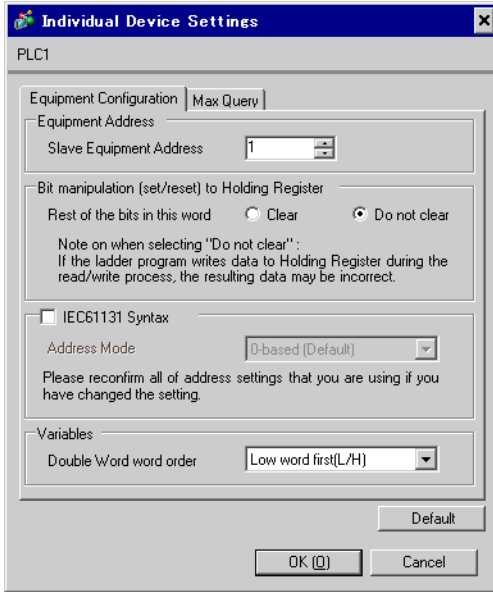 Individual Device Settings
PLC1
Equipment Configuration Max Query
Equipment Address
Slave Equipment Address 1
Bit manipulation (set/reset) to Holding Register
Rest of the bits in this word Clear Do not clear
Note on when selecting "Do not clear" :
If the ladder program writes data to Holding Register during the
read/write process, the resulting data may be incorrect.
IEC61131 Syntax
Address Mode 0-based (Default)
Please reconfirm all of address settings that you are using if you
have changed the setting.
Variables
Double Word word order Low word first(L/H)
Default
OK (O) Cancel